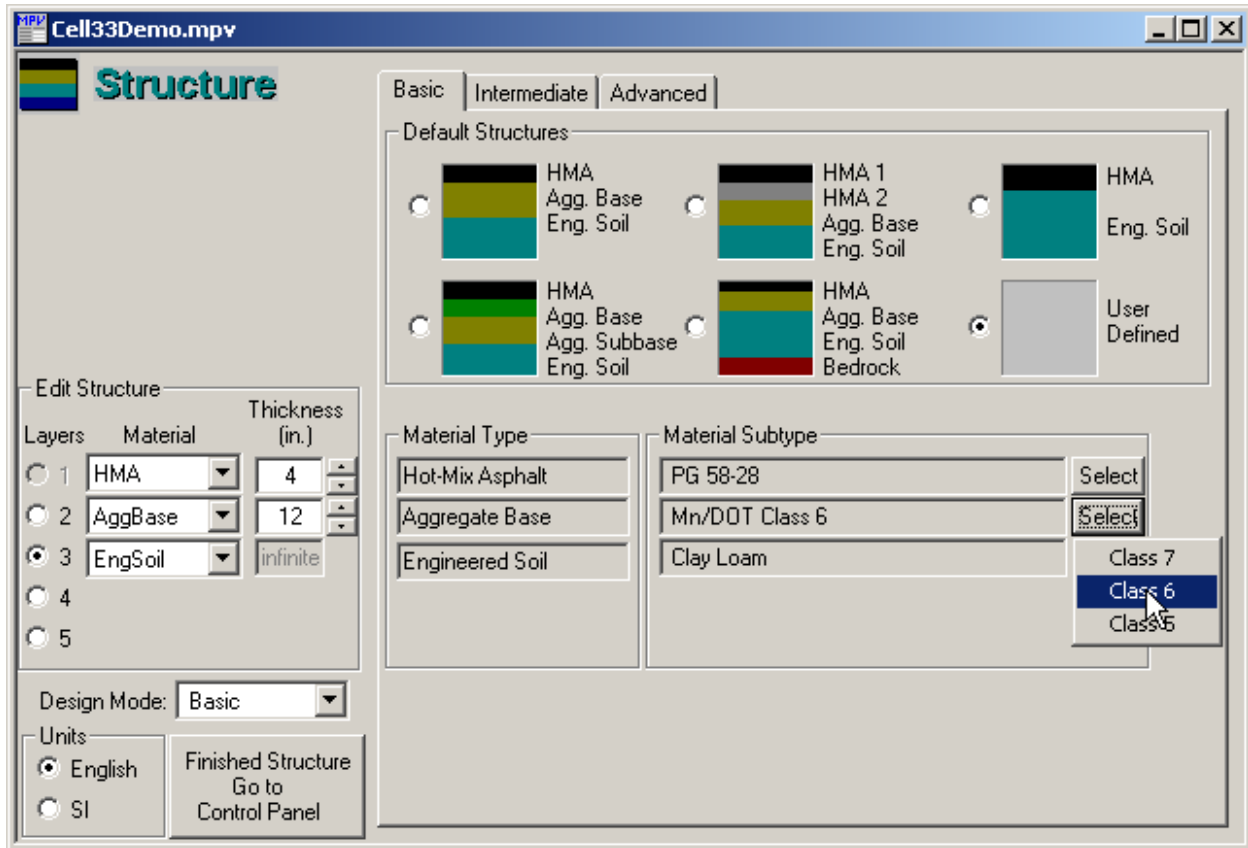 MPV Cell33Demo.mpv
Structure
Basic Intermediate Advanced
Default Structures
HMA
Agg. Base
Eng. Soil
HMA 1
HMA 2
Agg. Base
Eng. Soil
HMA
Eng. Soil
HMA
Agg. Base
Agg. Subbase
Eng. Soil
HMA
Agg. Base
Eng. Soil
Bedrock
User
Defined
Edit Structure
Layers Material Thickness
(in.)
1 HMA 4
2 AggBase 12
3 EngSoil infinite
4
5
Material Type
Hot-Mix Asphalt
Aggregate Base
Engineered Soil
Material Subtype
PG 58-28 Select
Mn/DOT Class 6 Select
Clay Loam
Class 7
Class 6
Class 5
Design Mode: Basic
Units
English
SI
Finished Structure
Go to
Control Panel